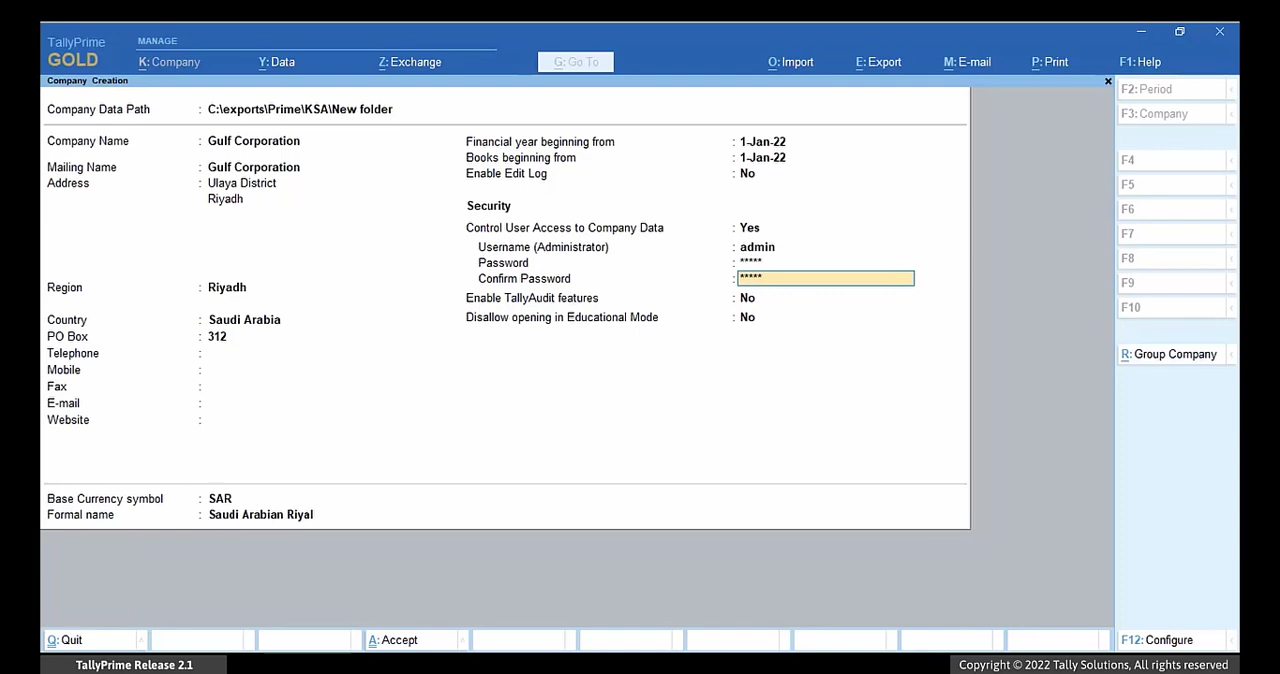 TallyPrime
GOLD
MANAGE
K: Company Y: Data Z: Exchange G: Go To O: Import E: Export M: E-mail P: Print F1: Help
Company Creation
Company Data Path : C:\exports\Prime\KSA\New folder
Company Name : Gulf Corporation
Mailing Name : Gulf Corporation
Address : Ulaya District
Riyadh
Region : Riyadh
Country : Saudi Arabia
PO Box : 312
Telephone :
Mobile :
Fax :
E-mail :
Website :
Financial year beginning from : 1-Jan-22
Books beginning from : 1-Jan-22
Enable Edit Log : No
Security
Control User Access to Company Data : Yes
Username (Administrator) : admin
Password : *****
Confirm Password : *****
Enable TallyAudit features : No
Disallow opening in Educational Mode : No
Base Currency symbol : SAR
Formal name : Saudi Arabian Riyal
F2: Period
F3: Company
F4
F5
F6
F7
F8
F9
F10
R: Group Company
Q: Quit A: Accept F12: Configure
TallyPrime Release 2.1 Copyright © 2022 Tally Solutions, All rights reserved